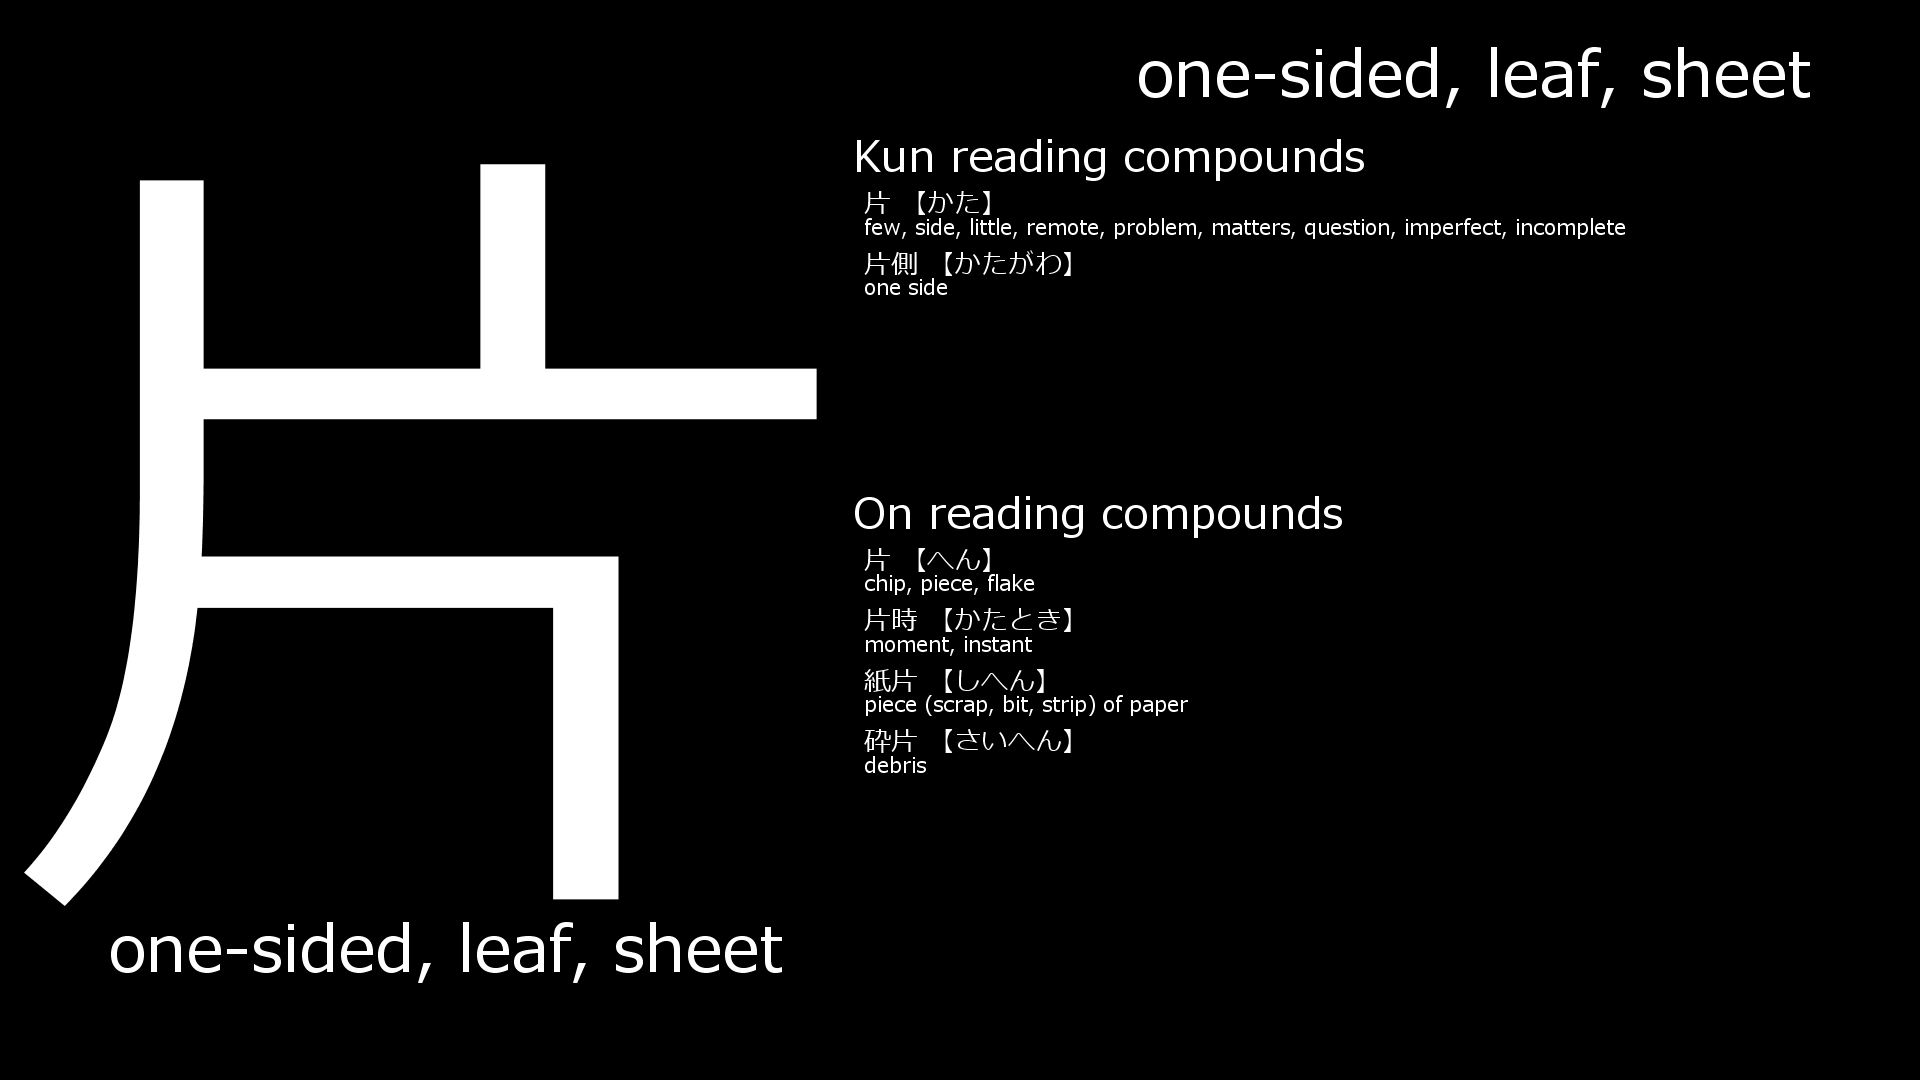 片
one-sided, leaf, sheet
one-sided, leaf, sheet
Kun reading compounds
片 【かた】
few, side, little, remote, problem, matters, question, imperfect, incomplete
片側 【かたがわ】
one side
On reading compounds
片 【へん】
chip, piece, flake
片時 【かたとき】
moment, instant
紙片 【しへん】
piece (scrap, bit, strip) of paper
砕片 【さいへん】
debris